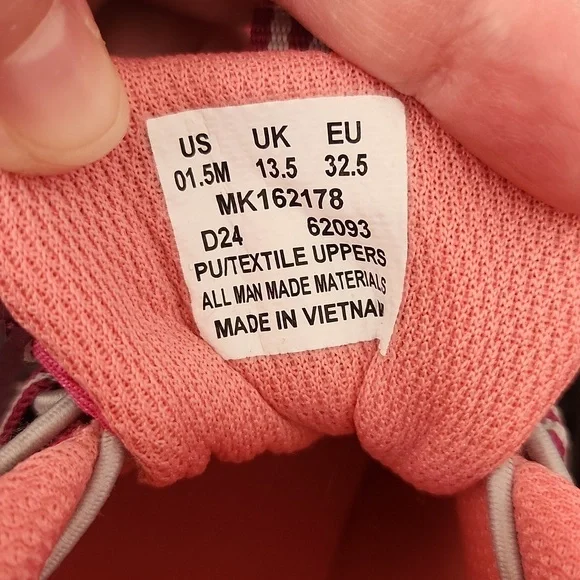 US UK EU
01.5M 13.5 32.5
MK162178
D24 62093
PU/TEXTILE UPPERS
ALL MAN MADE MATERIALS
MADE IN VIETNAM